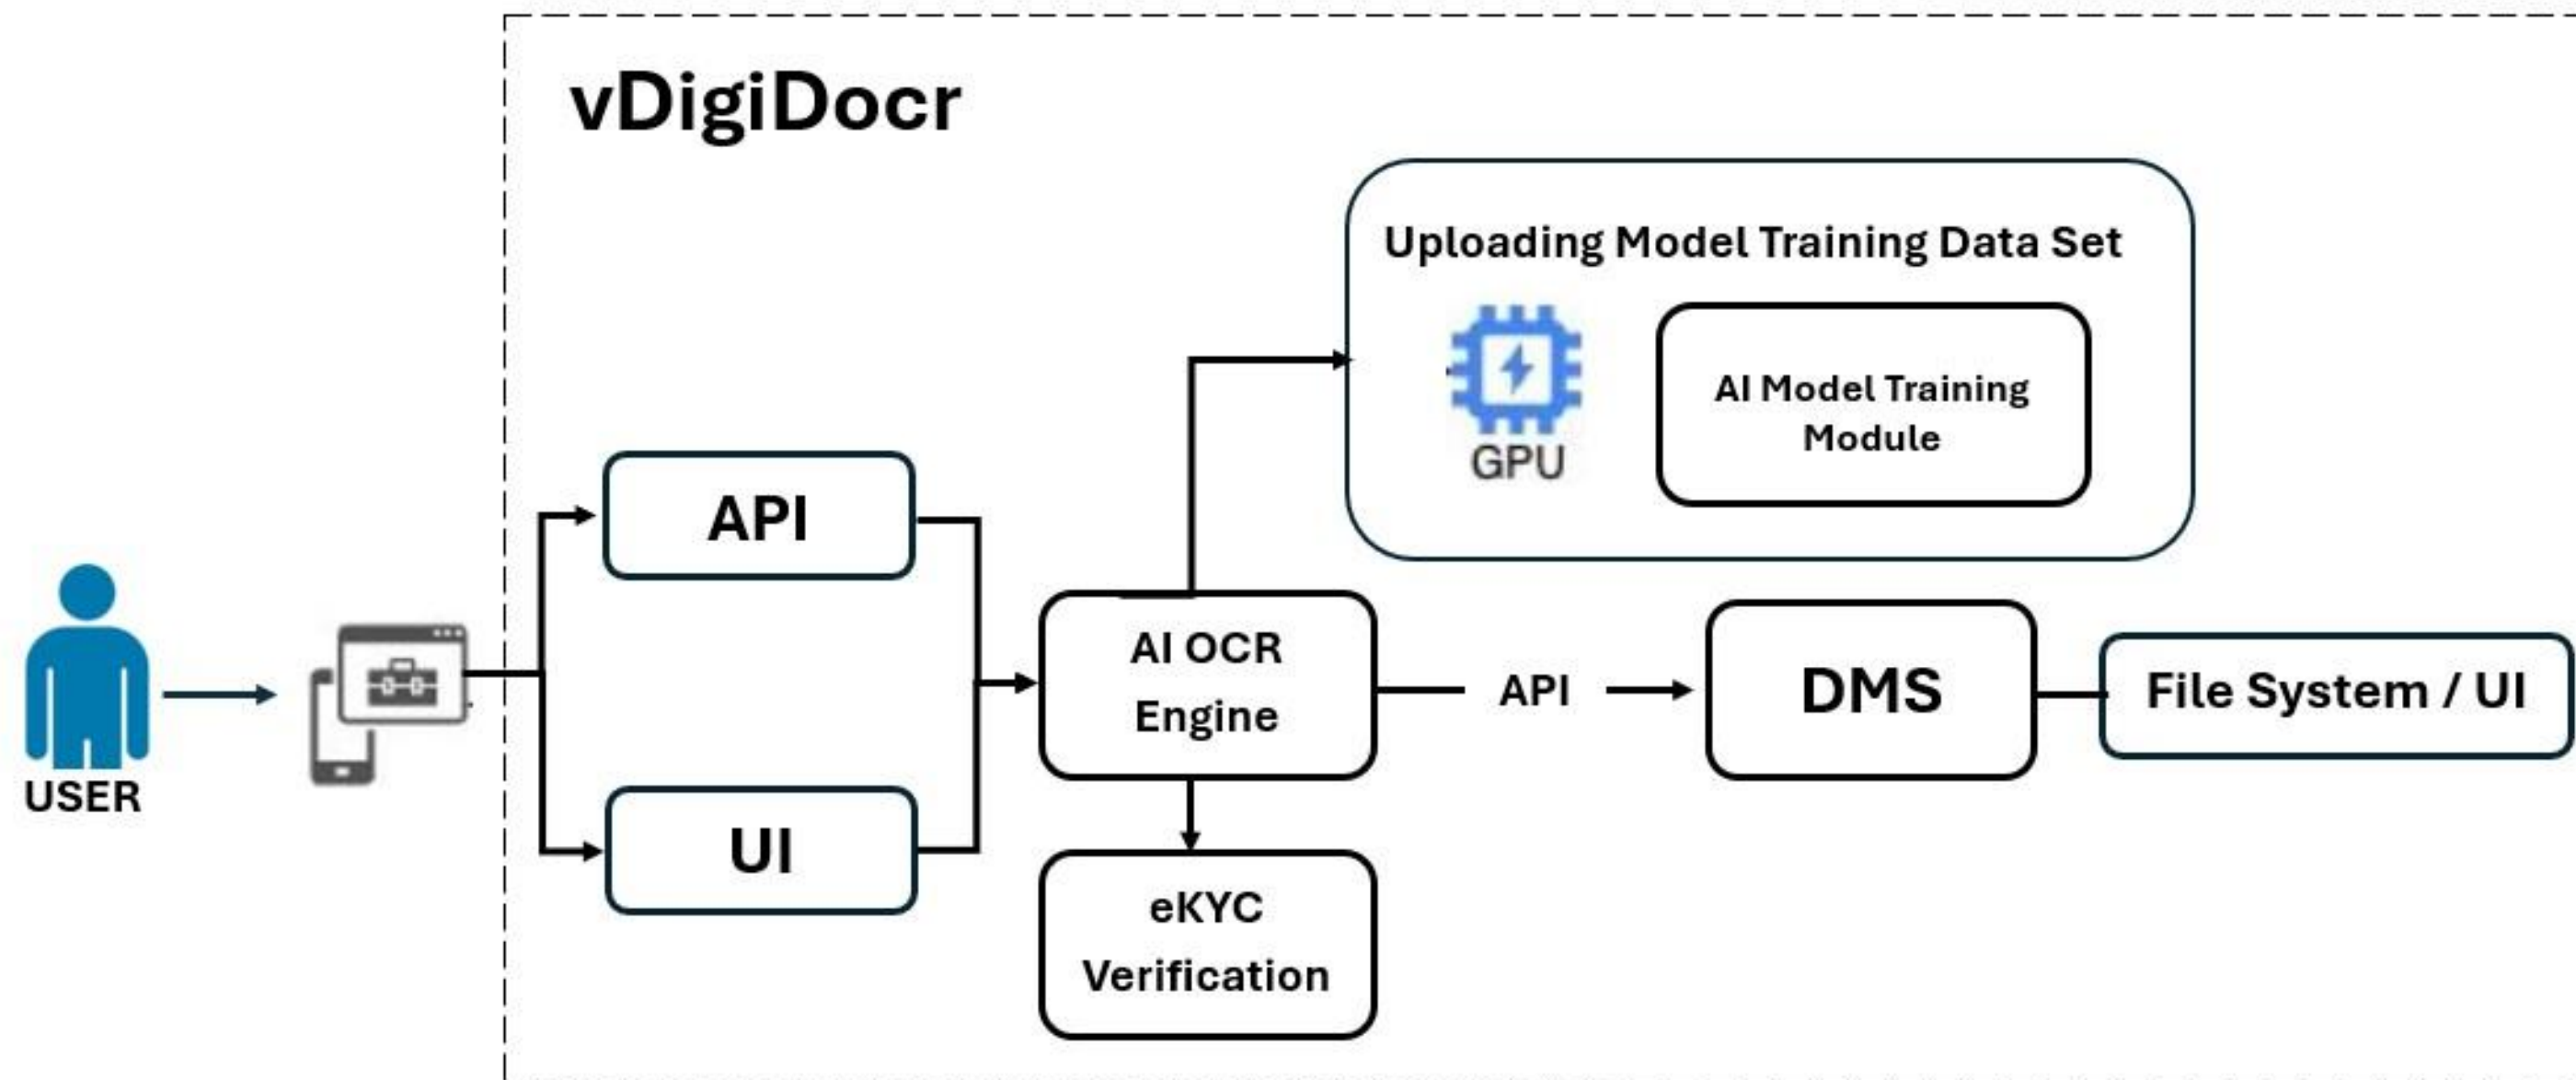 vDigiDocr
Uploading Model Training Data Set
GPU
AI Model Training
Module
API
USER
AI OCR
Engine
API
DMS
File System / UI
UI
eKYC
Verification